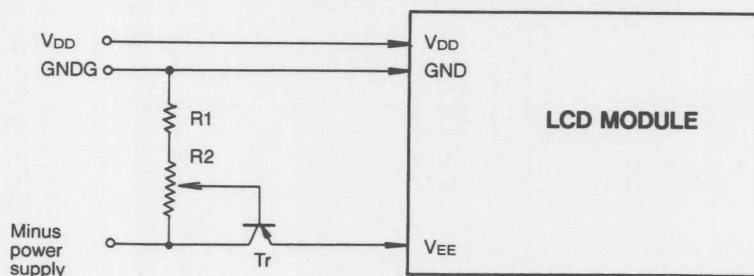 VDD
VDD
GNDG
GND
R1
LCD MODULE
R2
Minus
power
supply
Tr
VEE